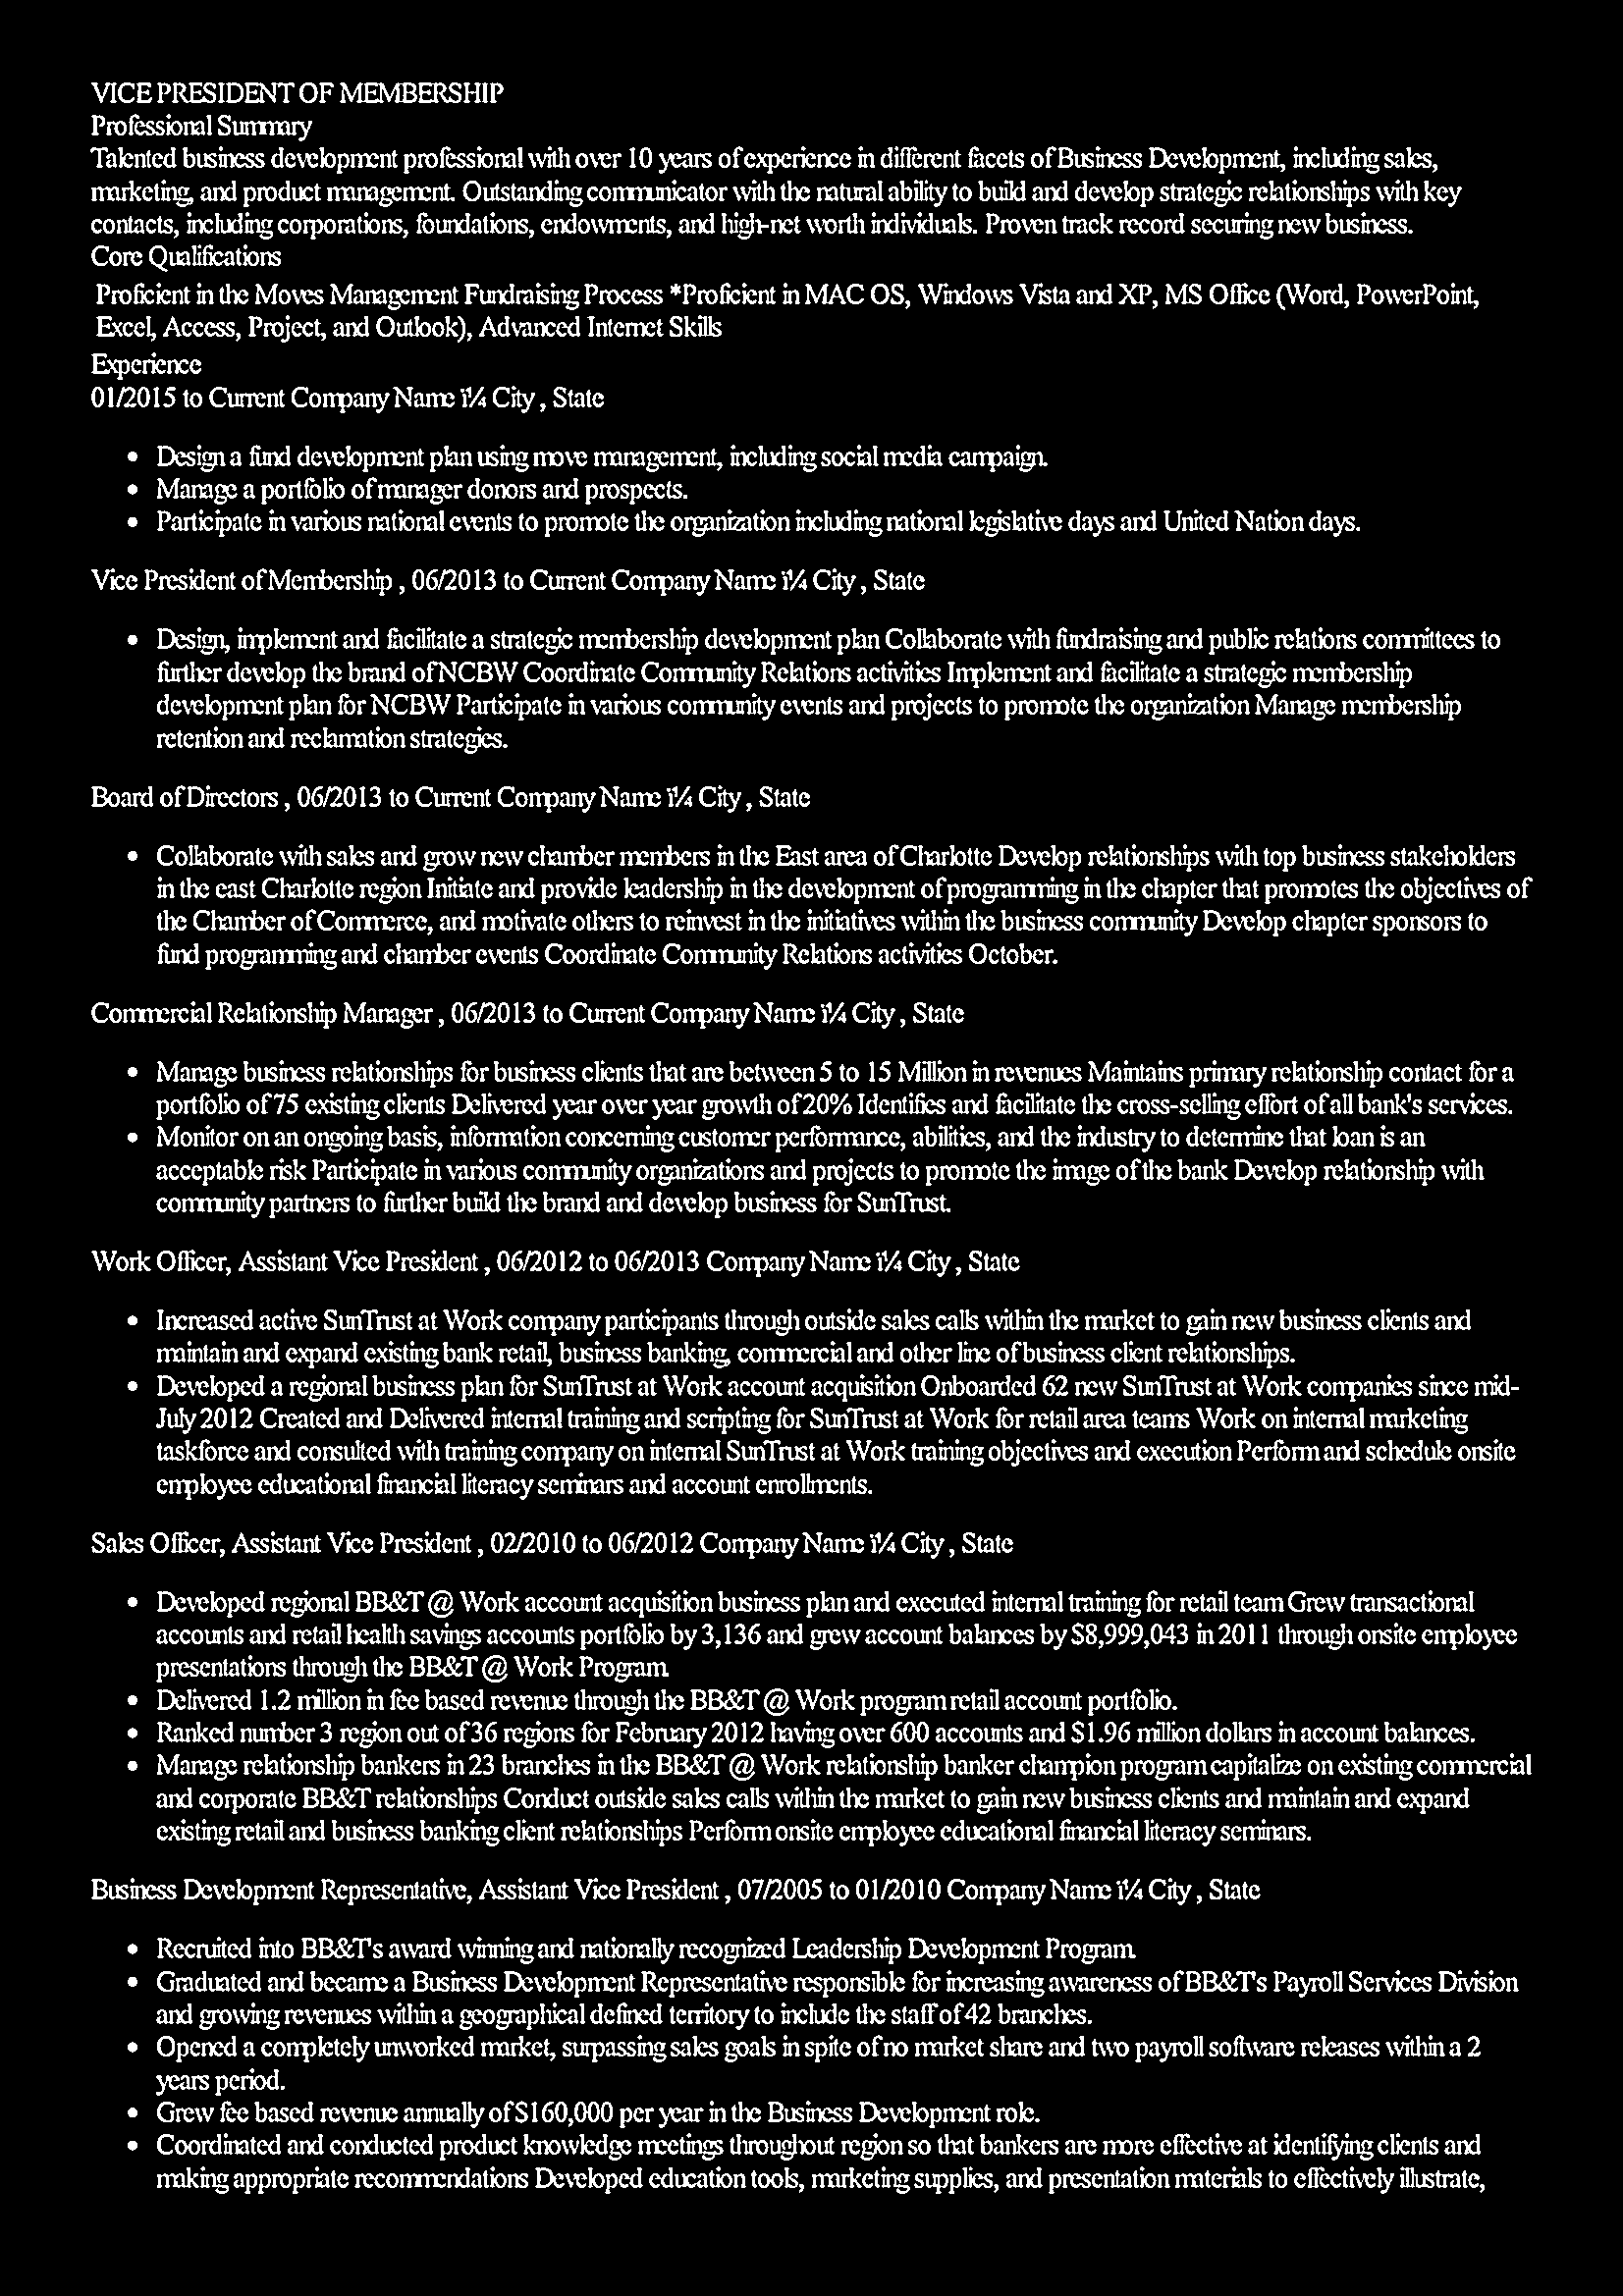 VICE PRESIDENT OF MEMBERSHIP
Professional Summary
Talented business development professional with over 10 years of experience in different facets of Business Development, including sales,
marketing, and product management. Outstanding communicator with the natural ability to build and develop strategic relationships with key
contacts, including corporations, foundations, endowments, and high-net worth individuals. Proven track record securing new business.
Core Qualifications
Proficient in the Moves Management Fundraising Process *Proficient in MAC OS, Windows Vista and XP, MS Office (Word, PowerPoint,
Excel, Access, Project, and Outlook), Advanced Internet Skills
Experience
01/2015 to Current Company Name ï¼ City , State
• Design a fund development plan using move management, including social media campaign.
• Manage a portfolio of manager donors and prospects.
• Participate in various national events to promote the organization including national legislative days and United Nation days.
Vice President of Membership , 06/2013 to Current Company Name ï¼ City , State
• Design, implement and facilitate a strategic membership development plan Collaborate with fundraising and public relations committees to
further develop the brand of NCBW Coordinate Community Relations activities Implement and facilitate a strategic membership
development plan for NCBW Participate in various community events and projects to promote the organization Manage membership
retention and reclamation strategies.
Board of Directors , 06/2013 to Current Company Name ï¼ City , State
• Collaborate with sales and grow new chamber members in the East area of Charlotte Develop relationships with top business stakeholders
in the east Charlotte region Initiate and provide leadership in the development of programming in the chapter that promotes the objectives of
the Chamber of Commerce, and motivate others to reinvest in the initiatives within the business community Develop chapter sponsors to
fund programming and chamber events Coordinate Community Relations activities October.
Commercial Relationship Manager , 06/2013 to Current Company Name ï¼ City , State
• Manage business relationships for business clients that are between 5 to 15 Million in revenues Maintains primary relationship contact for a
portfolio of 75 existing clients Delivered year over year growth of 20% Identifies and facilitate the cross-selling effort of all bank's services.
• Monitor on an ongoing basis, information concerning customer performance, abilities, and the industry to determine that loan is an
acceptable risk Participate in various community organizations and projects to promote the image of the bank Develop relationship with
community partners to further build the brand and develop business for SunTrust.
Work Officer, Assistant Vice President , 06/2012 to 06/2013 Company Name ï¼ City , State
• Increased active SunTrust at Work company participants through outside sales calls within the market to gain new business clients and
maintain and expand existing bank retail, business banking, commercial and other line of business client relationships.
• Developed a regional business plan for SunTrust at Work account acquisition Onboarded 62 new SunTrust at Work companies since mid-
July 2012 Created and Delivered internal training and scripting for SunTrust at Work for retail area teams Work on internal marketing
taskforce and consulted with training company on internal SunTrust at Work training objectives and execution Perform and schedule onsite
employee educational financial literacy seminars and account enrollments.
Sales Officer, Assistant Vice President , 02/2010 to 06/2012 Company Name ï¼ City , State
• Developed regional BB&T @ Work account acquisition business plan and executed internal training for retail team Grew transactional
accounts and retail health savings accounts portfolio by 3,136 and grew account balances by $8,999,043 in 2011 through onsite employee
presentations through the BB&T @ Work Program.
• Delivered 1.2 million in fee based revenue through the BB&T @ Work program retail account portfolio.
• Ranked number 3 region out of 36 regions for February 2012 having over 600 accounts and $1.96 million dollars in account balances.
• Manage relationship bankers in 23 branches in the BB&T @ Work relationship banker champion program capitalize on existing commercial
and corporate BB&T relationships Conduct outside sales calls within the market to gain new business clients and maintain and expand
existing retail and business banking client relationships Perform onsite employee educational financial literacy seminars.
Business Development Representative, Assistant Vice President , 07/2005 to 01/2010 Company Name ï¼ City , State
• Recruited into BB&T's award winning and nationally recognized Leadership Development Program.
• Graduated and became a Business Development Representative responsible for increasing awareness of BB&T's Payroll Services Division
and growing revenues within a geographical defined territory to include the staff of 42 branches.
• Opened a completely unworked market, surpassing sales goals in spite of no market share and two payroll software releases within a 2
years period.
• Grew fee based revenue annually of $160,000 per year in the Business Development role.
• Coordinated and conducted product knowledge meetings throughout region so that bankers are more effective at identifying clients and
making appropriate recommendations Developed education tools, marketing supplies, and presentation materials to effectively illustrate,